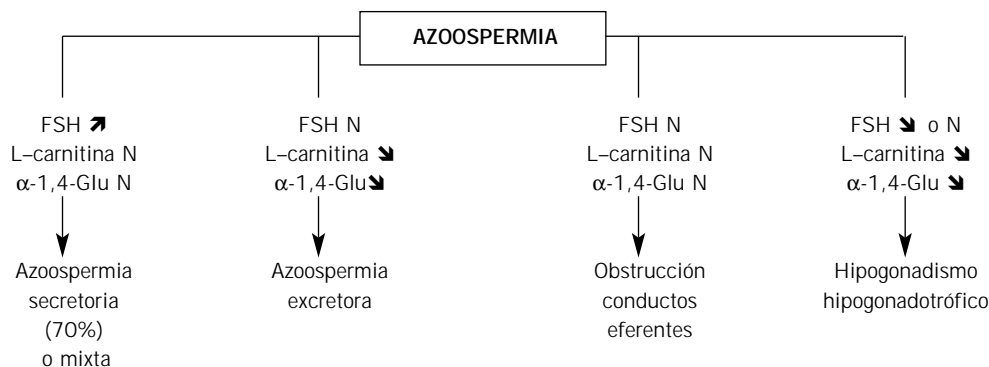 AZOOSPERMIA
FSH ↗
L–carnitina N
α-1,4-Glu N
Azoospermia
secretoria
(70%)
o mixta
FSH N
L–carnitina ↘
α-1,4-Glu↘
Azoospermia
excretora
FSH N
L–carnitina N
α-1,4-Glu N
Obstrucción
conductos
eferentes
FSH ↘ o N
L–carnitina ↘
α-1,4-Glu ↘
Hipogonadismo
hipogonadotrófico